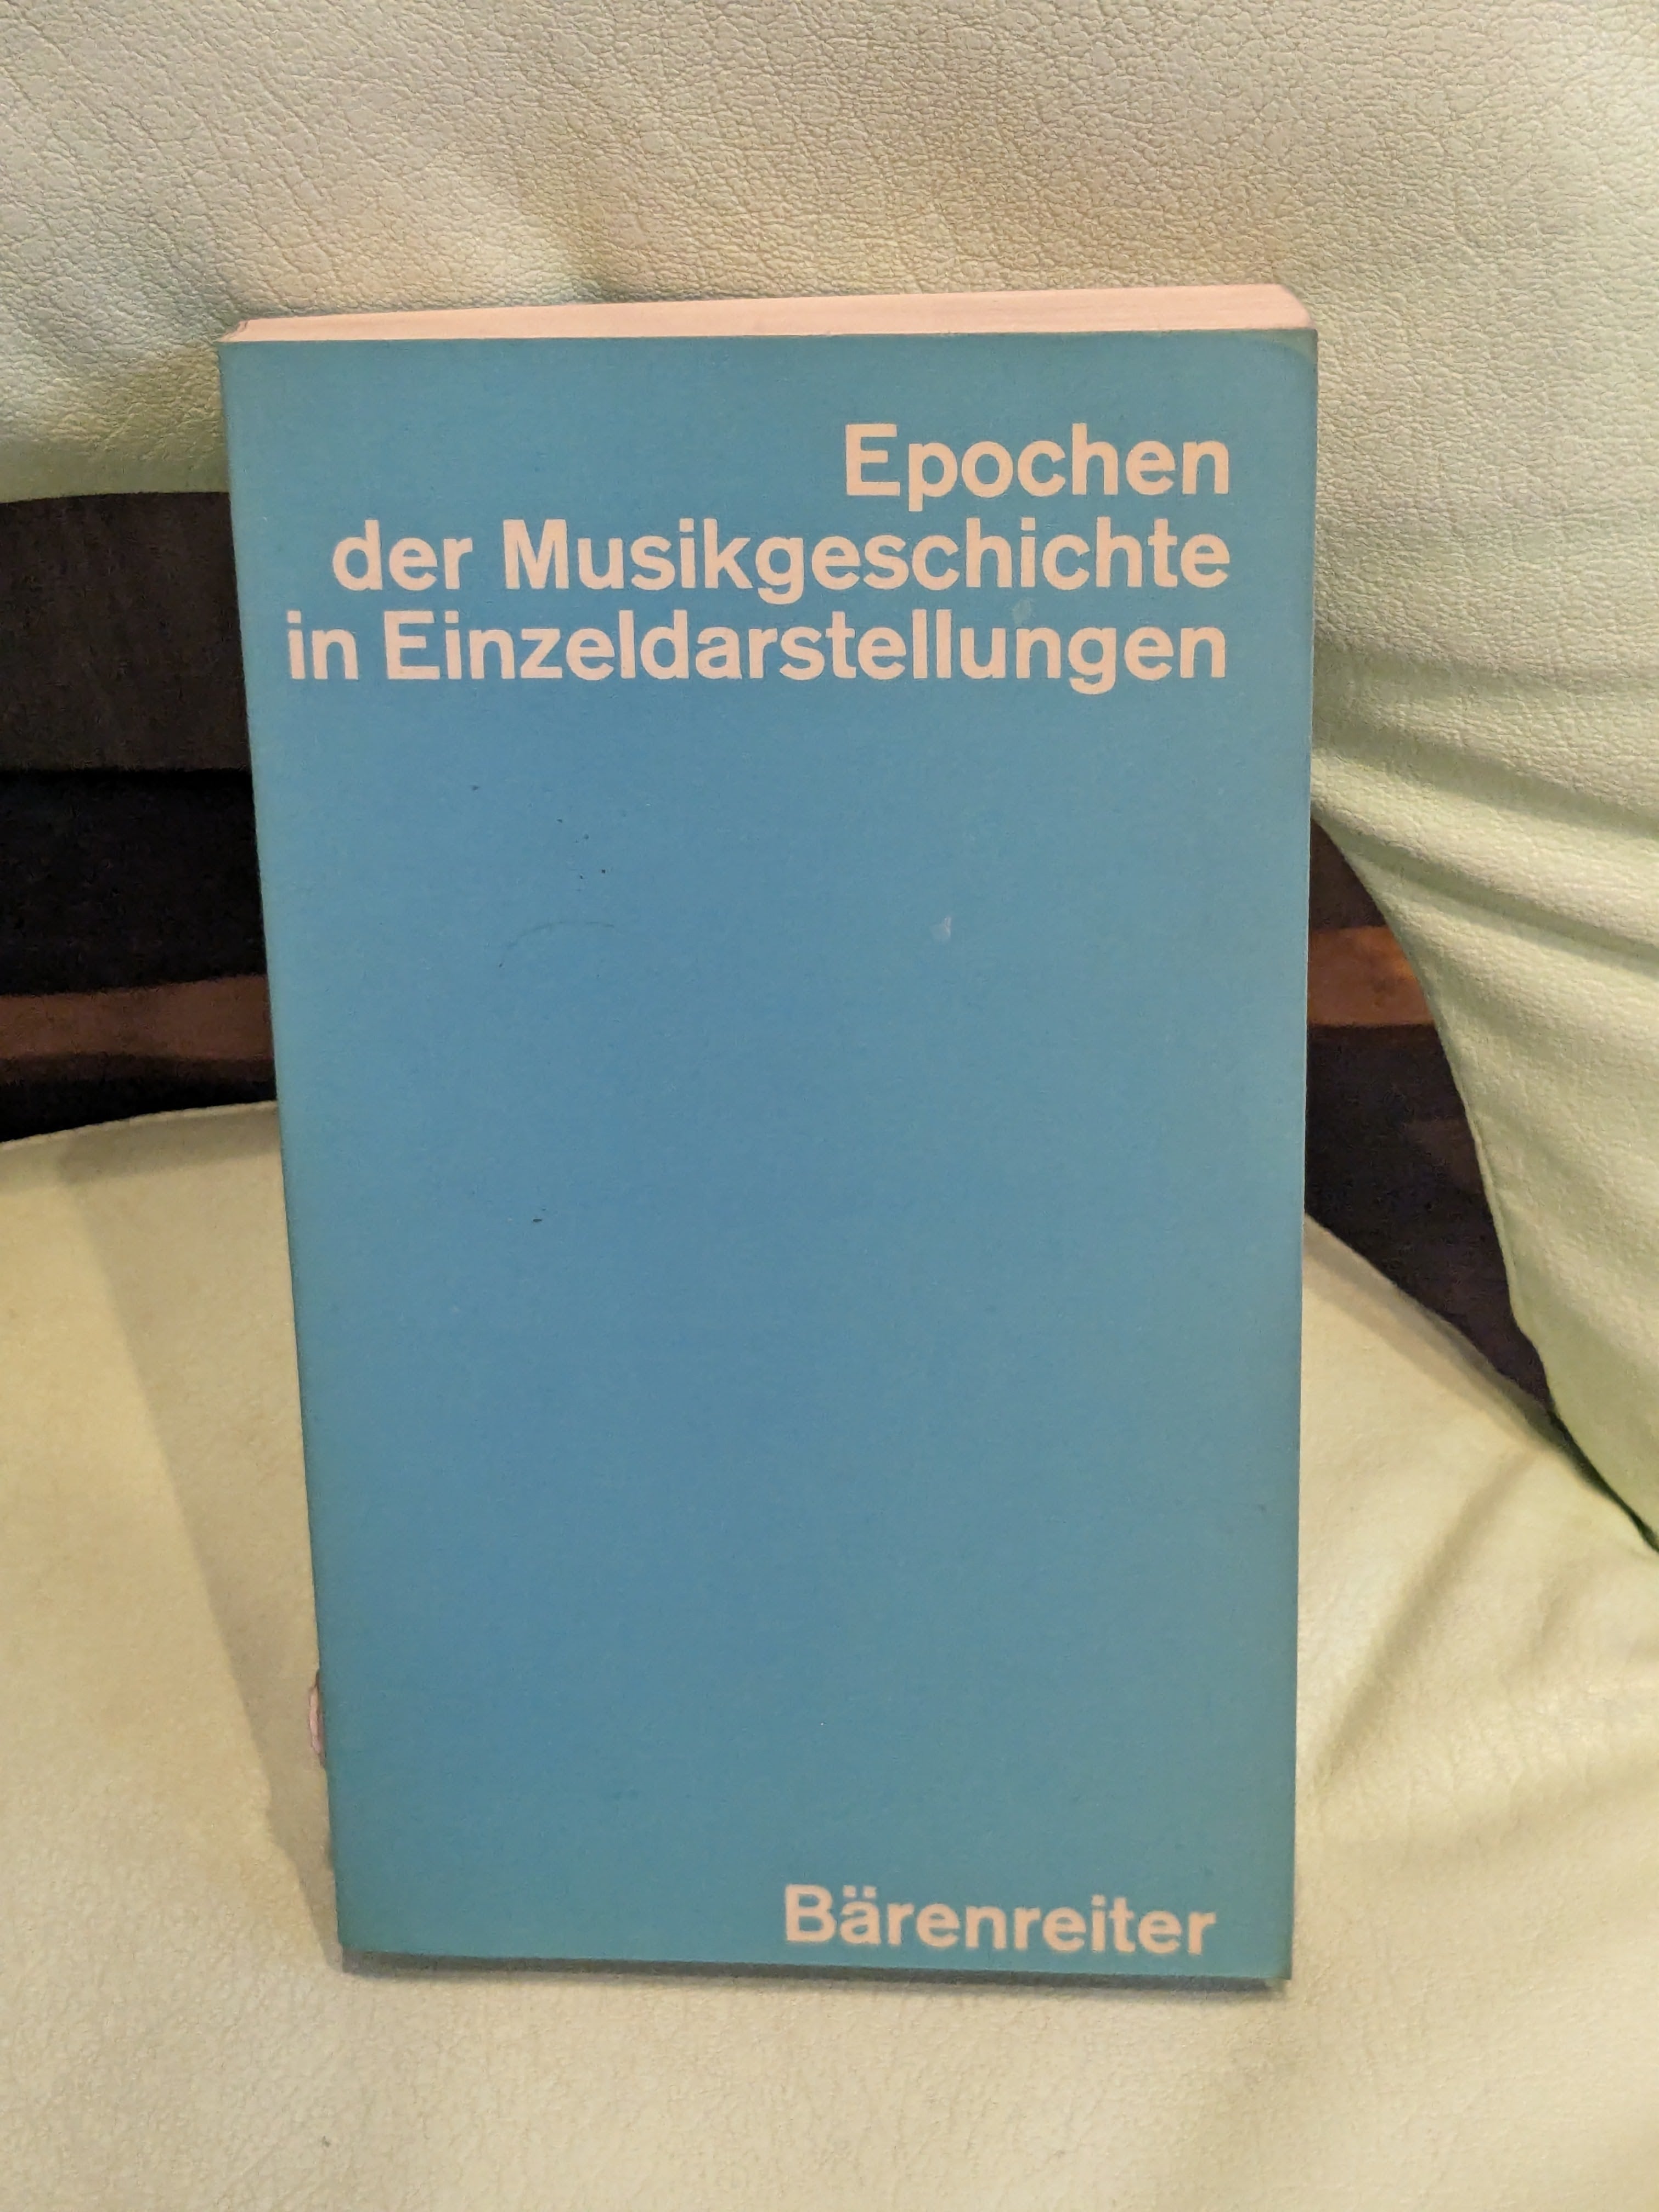 Epochen
der Musikgeschichte
in Einzeldarstellungen
Bärenreiter